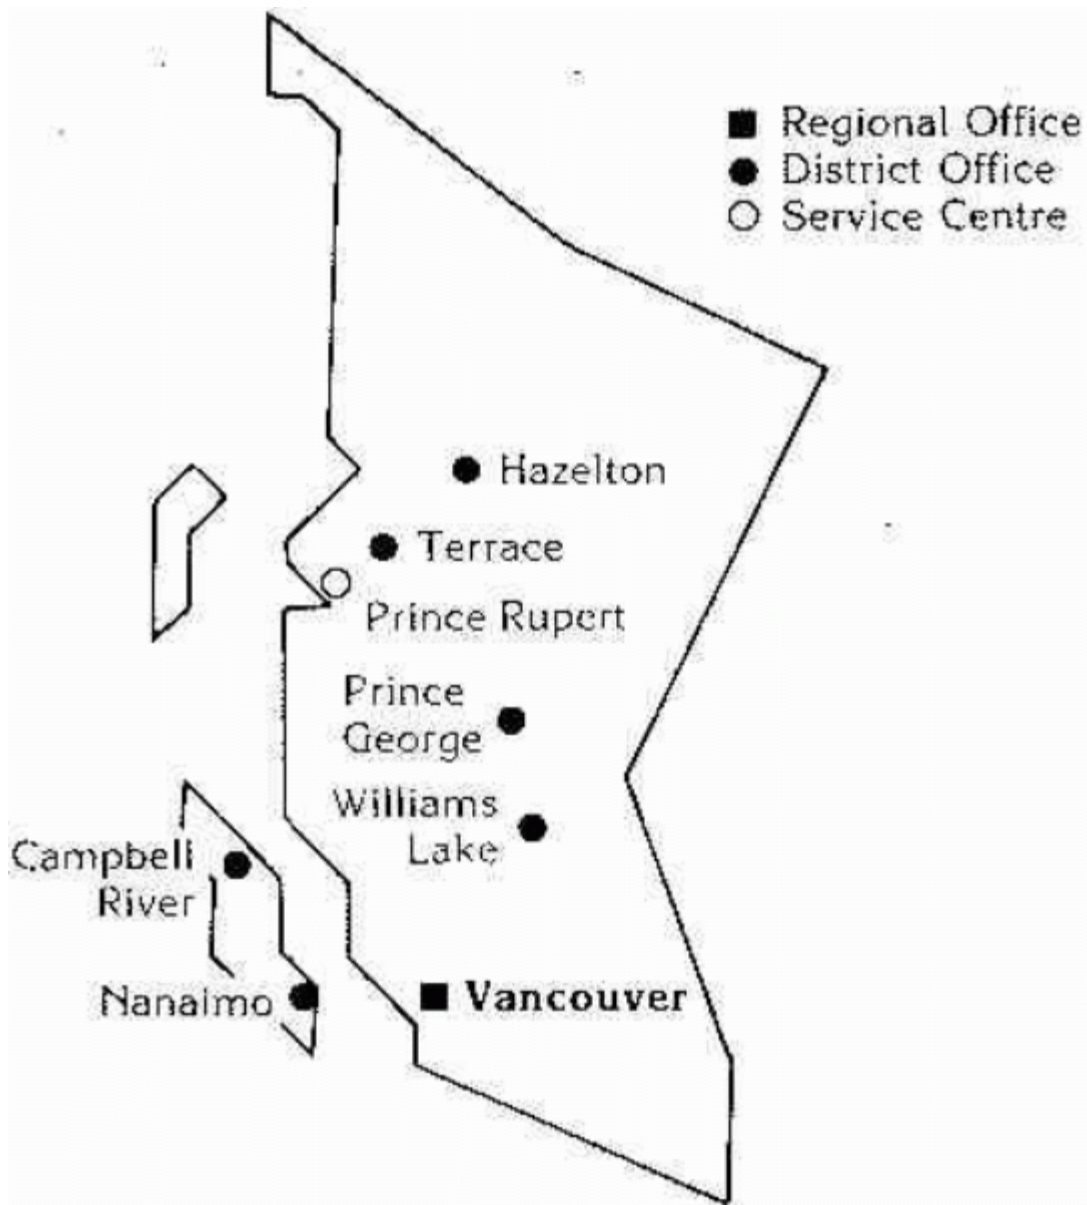 Regional Office
District Office
Service Centre
Hazelton
Terrace
Prince Rupert
Prince
George
Williams
Lake
Campbell
River
Nanaimo
Vancouver